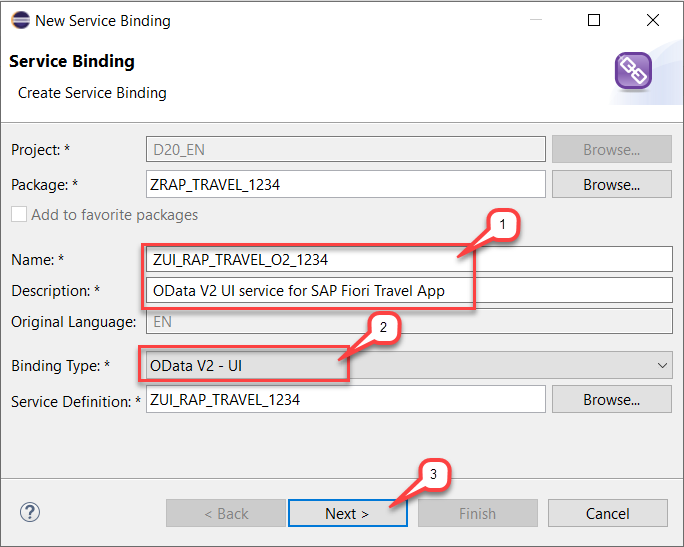 New Service Binding
Service Binding
Create Service Binding
Project: * D20_EN Browse...
Package: * ZRAP_TRAVEL_1234 Browse...
Add to favorite packages
1
Name: * ZUI_RAP_TRAVEL_O2_1234
Description: * OData V2 UI service for SAP Fiori Travel App
Original Language: EN
2
Binding Type: * OData V2 - UI
Service Definition: * ZUI_RAP_TRAVEL_1234 Browse...
3
? < Back Next > Finish Cancel